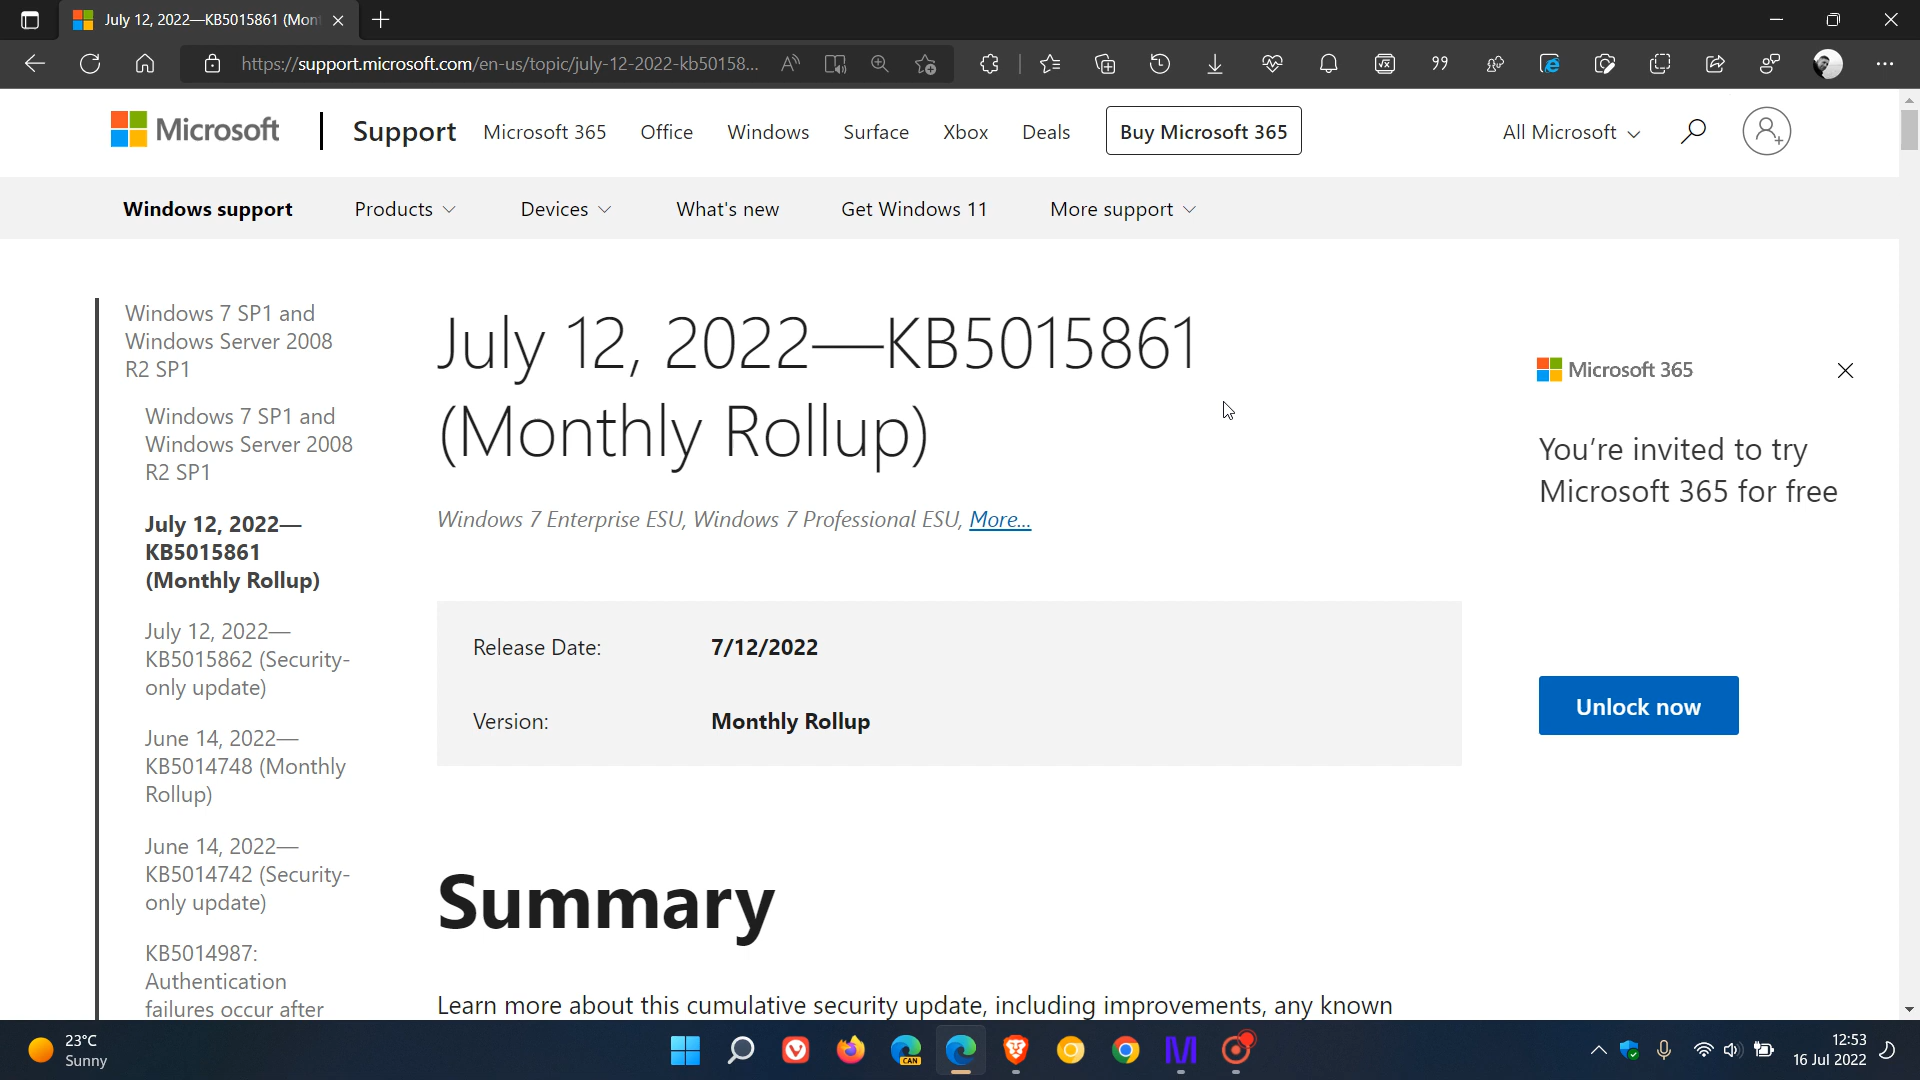 July 12, 2022—KB5015861 (Mon
https://support.microsoft.com/en-us/topic/july-12-2022-kb50158...
Microsoft
Support
Microsoft 365
Office
Windows
Surface
Xbox
Deals
Buy Microsoft 365
All Microsoft
Windows support
Products
Devices
What's new
Get Windows 11
More support
Windows 7 SP1 and
Windows Server 2008
R2 SP1
Windows 7 SP1 and
Windows Server 2008
R2 SP1
July 12, 2022—
KB5015861
(Monthly Rollup)
July 12, 2022—
KB5015862 (Security-
only update)
June 14, 2022—
KB5014748 (Monthly
Rollup)
June 14, 2022—
KB5014742 (Security-
only update)
KB5014987:
Authentication
failures occur after
July 12, 2022—KB5015861
(Monthly Rollup)
Windows 7 Enterprise ESU, Windows 7 Professional ESU, More...
Release Date: 7/12/2022
Version: Monthly Rollup
Summary
Learn more about this cumulative security update, including improvements, any known
Microsoft 365
You're invited to try
Microsoft 365 for free
Unlock now
23°C
Sunny
CAN
12:53
16 Jul 2022